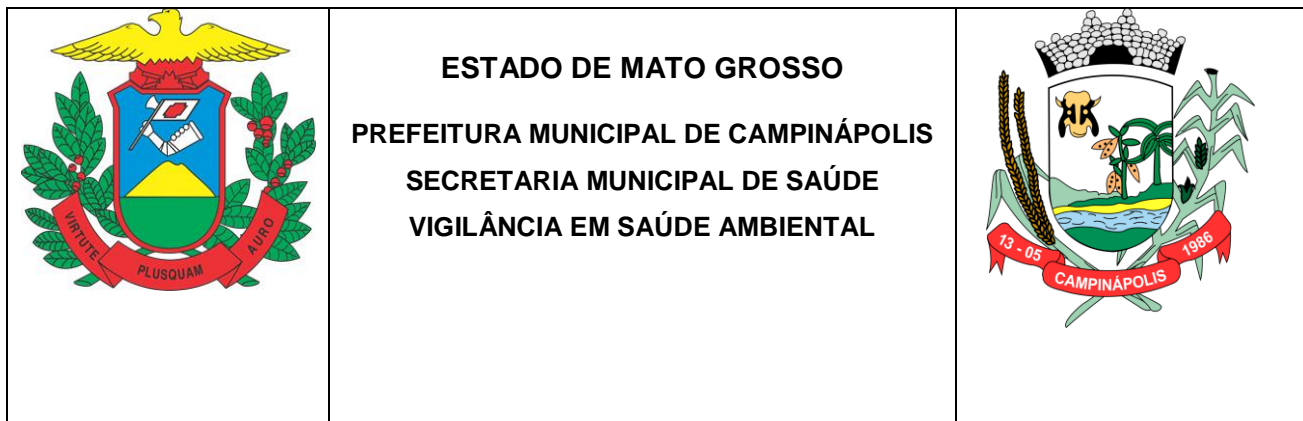 VIRTUTE
PLUSQUAM
AURO
ESTADO DE MATO GROSSO
PREFEITURA MUNICIPAL DE CAMPINÁPOLIS
SECRETARIA MUNICIPAL DE SAÚDE
VIGILÂNCIA EM SAÚDE AMBIENTAL
13 - 05
CAMPINÁPOLIS
1986